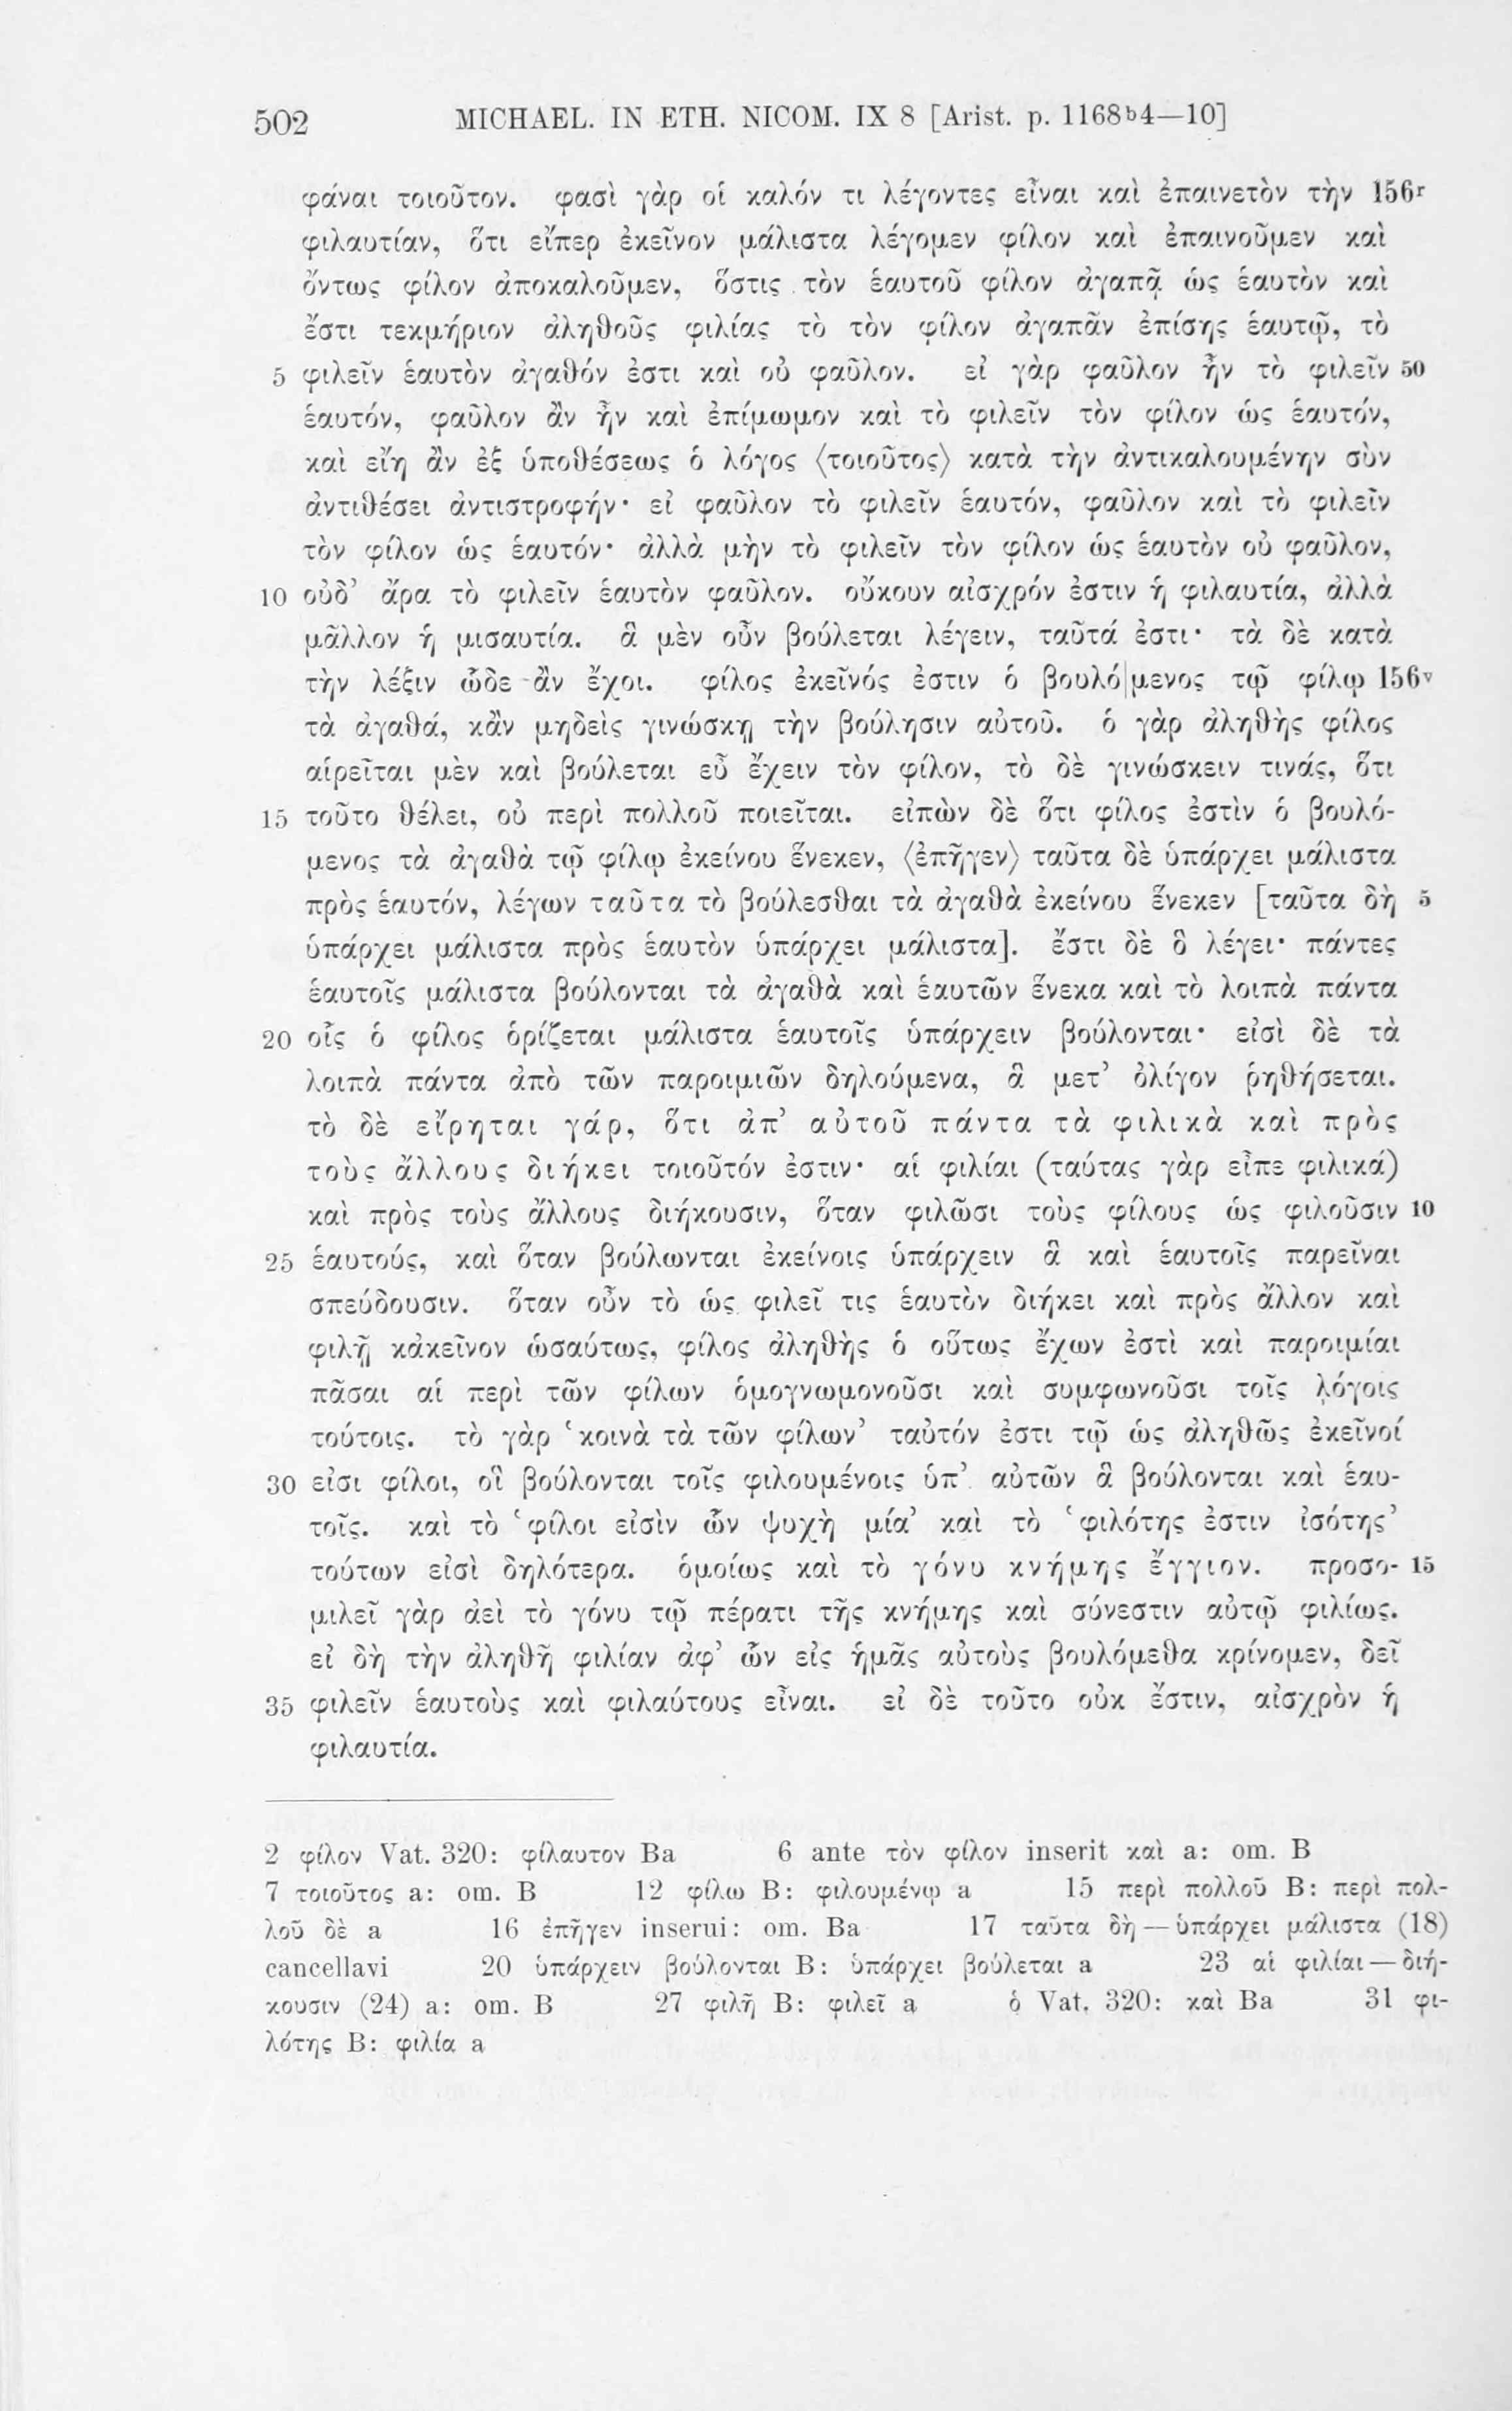 502 MICHAEL. IN ETH. NICOM. IX 8 [Arist. p. 1168b4—10]
φάναι τοιοῦτον. φασὶ γὰρ οἱ καλόν τι λέγοντες εἶναι καὶ ἐπαινετὸν τὴν 156r
φιλαυτίαν, ὅτι εἴπερ ἐκεῖνον μάλιστα λέγομεν φίλον καὶ ἐπαινοῦμεν καὶ
ὄντως φίλον ἀποκαλοῦμεν, ὅστις τὸν ἑαυτοῦ φίλον ἀγαπᾷ ὡς ἑαυτὸν καὶ
ἔστι τεκμήριον ἀληθοῦς φιλίας τὸ τὸν φίλον ἀγαπᾶν ἐπίσης ἑαυτῷ, τὸ
5 φιλεῖν ἑαυτὸν ἀγαθόν ἐστι καὶ οὐ φαῦλον. εἰ γὰρ φαῦλον ἦν τὸ φιλεῖν 50
ἑαυτόν, φαῦλον ἂν ἦν καὶ ἐπίμωμον καὶ τὸ φιλεῖν τὸν φίλον ὡς ἑαυτόν,
καὶ εἴη ἂν ἐξ ὑποθέσεως ὁ λόγος ⟨τοιοῦτος⟩ κατὰ τὴν ἀντικαλουμένην σὺν
ἀντιθέσει ἀντιστροφήν· εἰ φαῦλον τὸ φιλεῖν ἑαυτόν, φαῦλον καὶ τὸ φιλεῖν
τὸν φίλον ὡς ἑαυτόν· ἀλλὰ μὴν τὸ φιλεῖν τὸν φίλον ὡς ἑαυτὸν οὐ φαῦλον,
10 οὐδ’ ἄρα τὸ φιλεῖν ἑαυτὸν φαῦλον. οὔκουν αἰσχρόν ἐστιν ἡ φιλαυτία, ἀλλὰ
μᾶλλον ἡ μισαυτία. ἃ μὲν οὖν βούλεται λέγειν, ταῦτά ἐστι· τὰ δὲ κατὰ
τὴν λέξιν ὧδε ἂν ἔχοι. φίλος ἐκεῖνός ἐστιν ὁ βουλό|μενος τῷ φίλῳ 156v
τὰ ἀγαθά, κἂν μηδεὶς γινώσκῃ τὴν βούλησιν αὐτοῦ. ὁ γὰρ ἀληθὴς φίλος
αἱρεῖται μὲν καὶ βούλεται εὖ ἔχειν τὸν φίλον, τὸ δὲ γινώσκειν τινάς, ὅτι
15 τοῦτο θέλει, οὐ περὶ πολλοῦ ποιεῖται. εἰπὼν δὲ ὅτι φίλος ἐστὶν ὁ βουλό-
μενος τὰ ἀγαθὰ τῷ φίλῳ ἐκείνου ἕνεκεν, ⟨ἐπῆγεν⟩ ταῦτα δὲ ὑπάρχει μάλιστα
πρὸς ἑαυτόν, λέγων ταῦτα τὸ βούλεσθαι τὰ ἀγαθὰ ἐκείνου ἕνεκεν [ταῦτα δὴ 5
ὑπάρχει μάλιστα πρὸς ἑαυτὸν ὑπάρχει μάλιστα]. ἔστι δὲ ὃ λέγει· πάντες
ἑαυτοῖς μάλιστα βούλονται τὰ ἀγαθὰ καὶ ἑαυτῶν ἕνεκα καὶ τὸ λοιπὰ πάντα
20 οἷς ὁ φίλος ὁρίζεται μάλιστα ἑαυτοῖς ὑπάρχειν βούλονται· εἰσὶ δὲ τὰ
λοιπὰ πάντα ἀπὸ τῶν παροιμιῶν δηλούμενα, ἃ μετ’ ὀλίγον ῥηθήσεται.
τὸ δὲ εἴρηται γάρ, ὅτι ἀπ’ αὐτοῦ πάντα τὰ φιλικὰ καὶ πρὸς
τοὺς ἄλλους διήκει τοιοῦτόν ἐστιν· αἱ φιλίαι (ταύτας γὰρ εἶπε φιλικά)
καὶ πρὸς τοὺς ἄλλους διήκουσιν, ὅταν φιλῶσι τοὺς φίλους ὡς φιλοῦσιν 10
25 ἑαυτούς, καὶ ὅταν βούλωνται ἐκείνοις ὑπάρχειν ἃ καὶ ἑαυτοῖς παρεῖναι
σπεύδουσιν. ὅταν οὖν τὸ ὡς φιλεῖ τις ἑαυτὸν διήκει καὶ πρὸς ἄλλον καὶ
φιλῇ κἀκεῖνον ὡσαύτως, φίλος ἀληθὴς ὁ οὕτως ἔχων ἐστὶ καὶ παροιμίαι
πᾶσαι αἱ περὶ τῶν φίλων ὁμογνωμονοῦσι καὶ συμφωνοῦσι τοῖς λόγοις
τούτοις. τὸ γὰρ ‘κοινὰ τὰ τῶν φίλων’ ταὐτόν ἐστι τῷ ὡς ἀληθῶς ἐκεῖνοί
30 εἰσι φίλοι, οἳ βούλονται τοῖς φιλουμένοις ὑπ’ αὐτῶν ἃ βούλονται καὶ ἑαυ-
τοῖς. καὶ τὸ ‘φίλοι εἰσὶν ὧν ψυχὴ μία’ καὶ τὸ ‘φιλότης ἐστιν ἰσότης’
τούτων εἰσὶ δηλότερα. ὁμοίως καὶ τὸ γόνυ κνήμης ἔγγιον. προσο- 15
μιλεῖ γὰρ ἀεὶ τὸ γόνυ τῷ πέρατι τῆς κνήμης καὶ σύνεστιν αὐτῷ φιλίως.
εἰ δὴ τὴν ἀληθῆ φιλίαν ἀφ’ ὧν εἰς ἡμᾶς αὐτοὺς βουλόμεθα κρίνομεν, δεῖ
35 φιλεῖν ἑαυτοὺς καὶ φιλαύτους εἶναι. εἰ δὲ τοῦτο οὐκ ἔστιν, αἰσχρὸν ἡ
φιλαυτία.
2 φίλον Vat. 320: φίλαυτον Ba 6 ante τὸν φίλον inserit καὶ a: om. B
7 τοιοῦτος a: om. B 12 φίλω B: φιλουμένῳ a 15 περὶ πολλοῦ B: περὶ πολ-
λοῦ δὲ a 16 ἐπῆγεν inserui: om. Ba 17 ταῦτα δὴ — ὑπάρχει μάλιστα (18)
cancellavi 20 ὑπάρχειν βούλονται B: ὑπάρχει βούλεται a 23 αἱ φιλίαι — διή-
κουσιν (24) a: om. B 27 φιλῇ B: φιλεῖ a ὁ Vat. 320: καὶ Ba 31 φι-
λότης B: φιλία a